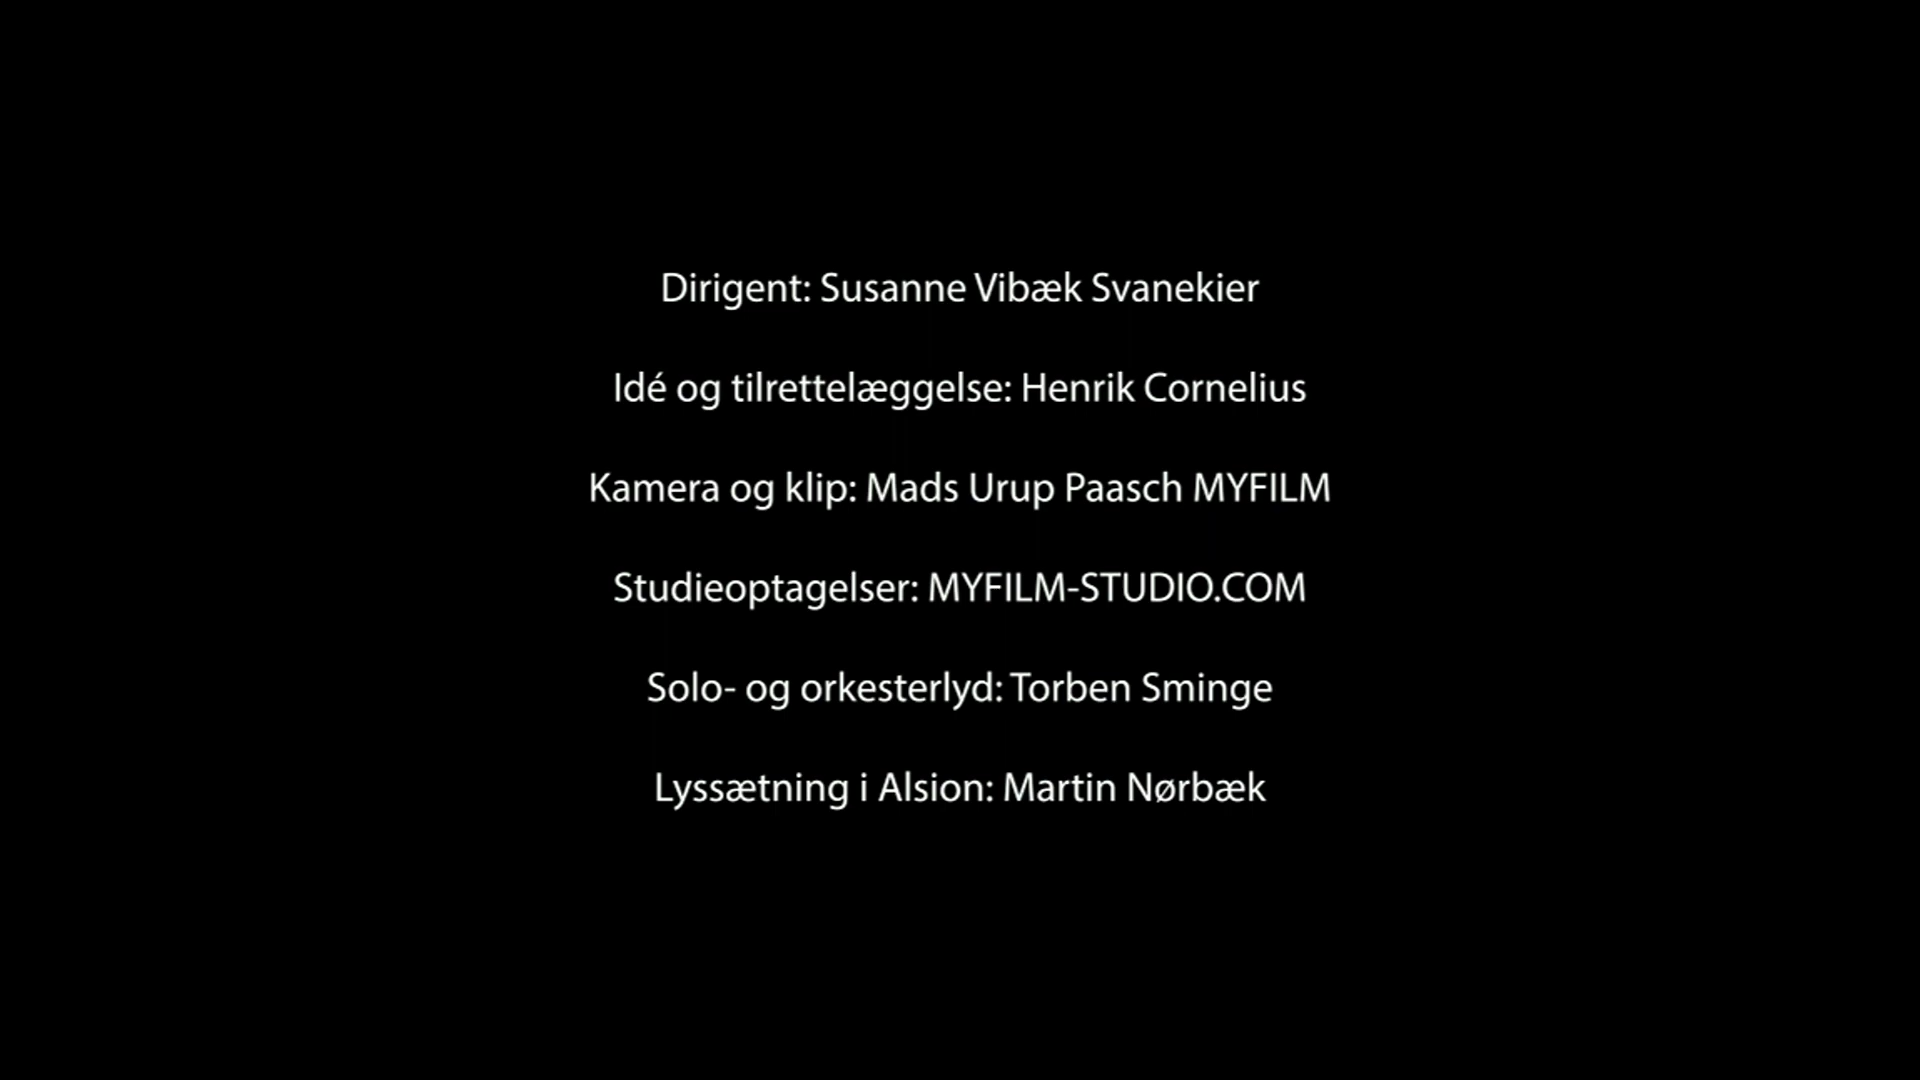 Dirigent: Susanne Vibæk Svanekier
Idé og tilrettelæggelse: Henrik Cornelius
Kamera og klip: Mads Urup Paasch MYFILM
Studieoptagelser: MYFILM-STUDIO.COM
Solo- og orkesterlyd: Torben Sminge
Lyssætning i Alsion: Martin Nørbæk